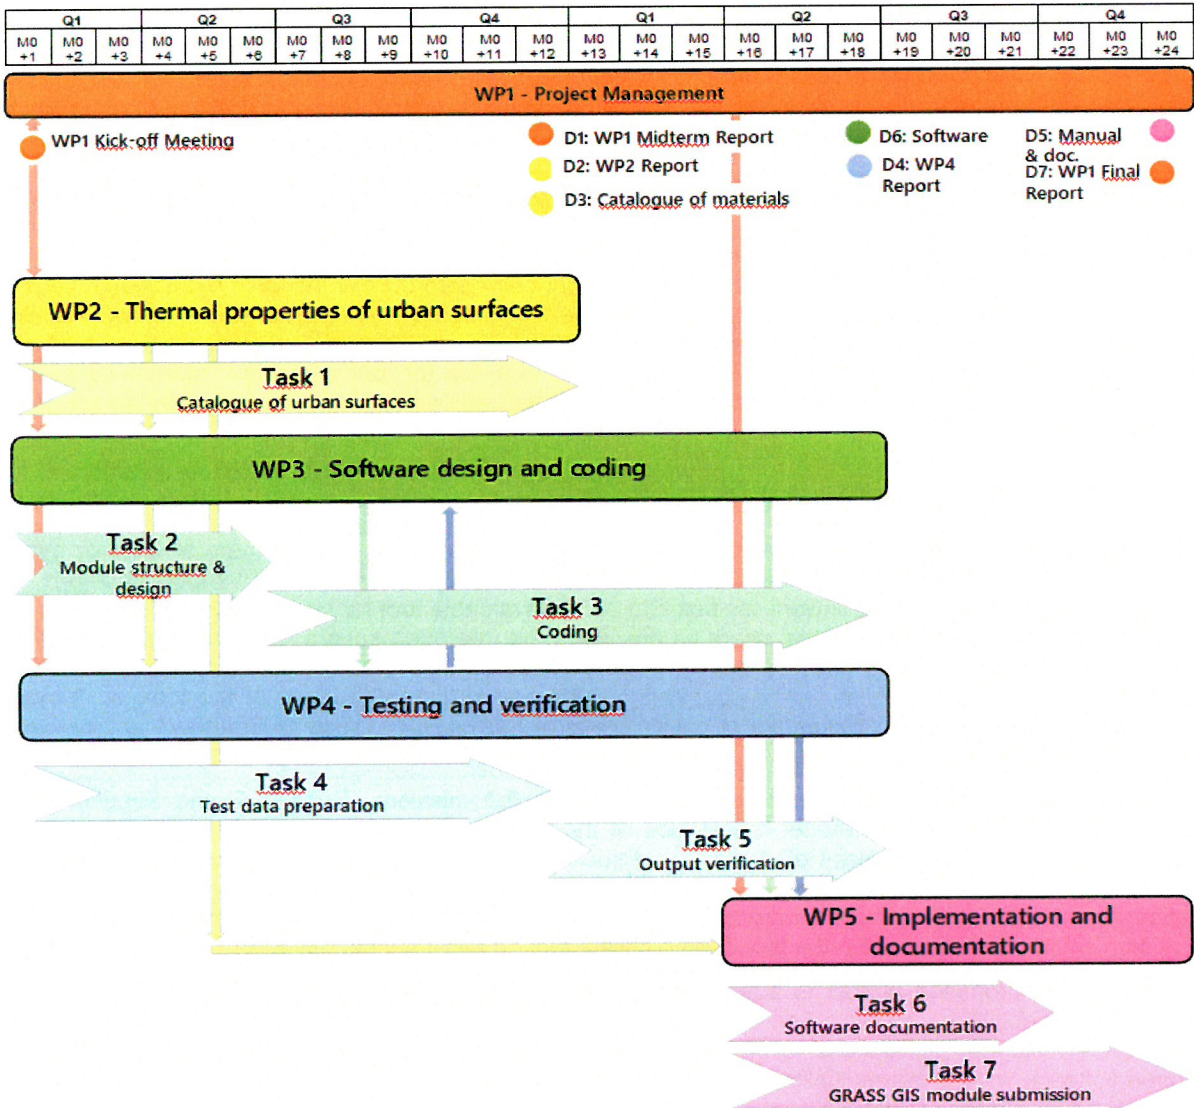 Q1 Q2 Q3 Q4 Q1 Q2 Q3 Q4
M0 M0 M0 M0 M0 M0 M0 M0 M0 M0 M0 M0 M0 M0 M0 M0 M0 M0 M0 M0 M0 M0 M0 M0
+1 +2 +3 +4 +5 +6 +7 +8 +9 +10 +11 +12 +13 +14 +15 +16 +17 +18 +19 +20 +21 +22 +23 +24
WP1 - Project Management
WP1 Kick-off Meeting
D1: WP1 Midterm Report
D2: WP2 Report
D3: Catalogue of materials
D6: Software
D4: WP4
Report
D5: Manual
& doc.
D7: WP1 Final
Report
WP2 - Thermal properties of urban surfaces
Task 1
Catalogue of urban surfaces
WP3 - Software design and coding
Task 2
Module structure &
design
Task 3
Coding
WP4 - Testing and verification
Task 4
Test data preparation
Task 5
Output verification
WP5 - Implementation and
documentation
Task 6
Software documentation
Task 7
GRASS GIS module submission